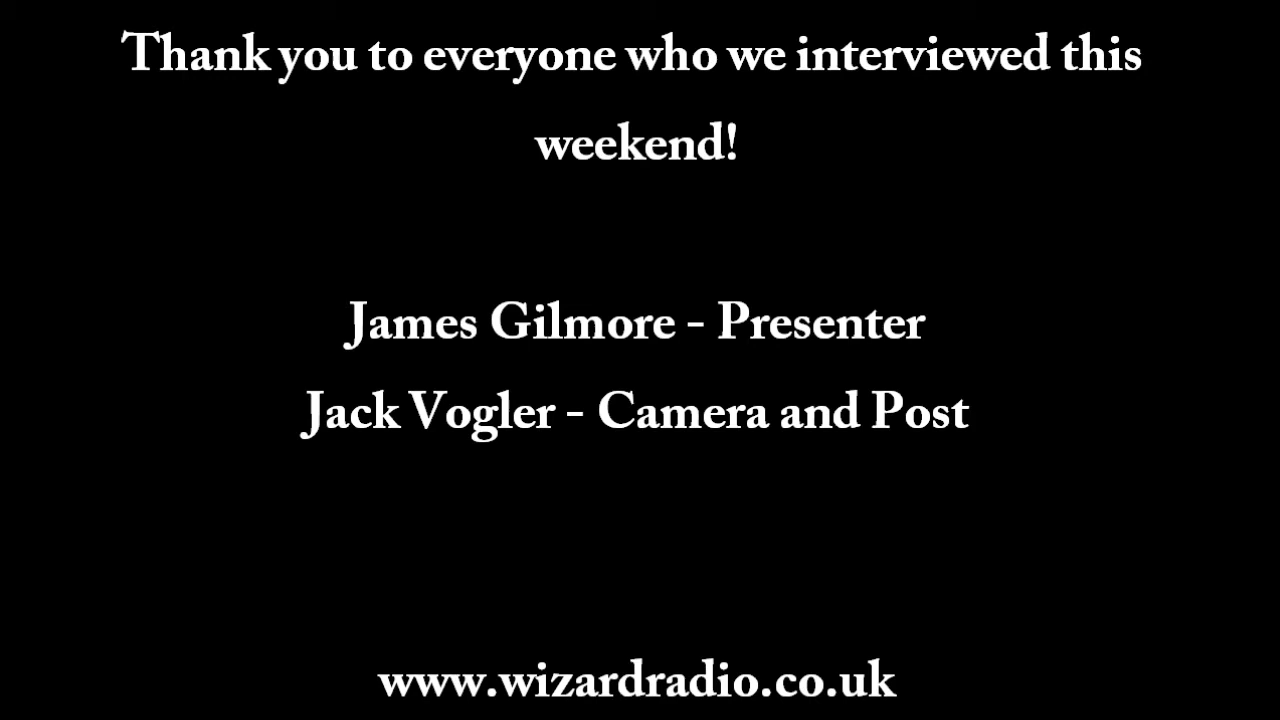 Thank you to everyone who we interviewed this
weekend!
James Gilmore - Presenter
Jack Vogler - Camera and Post
www.wizardradio.co.uk